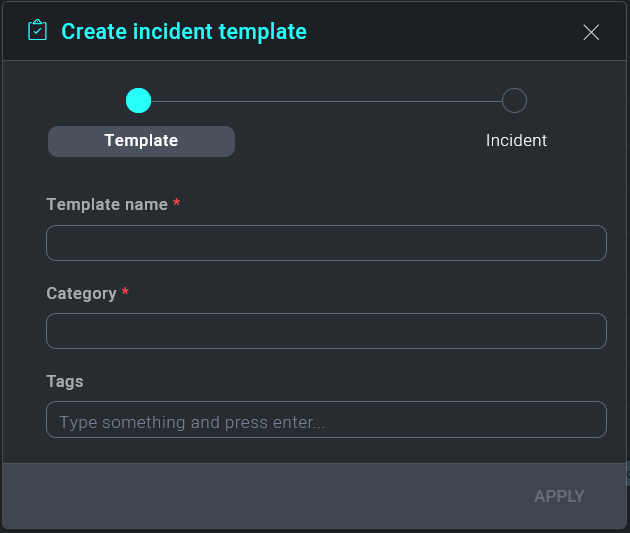 Create incident template
Template
Incident
Template name *
Category *
Tags
Type something and press enter...
APPLY